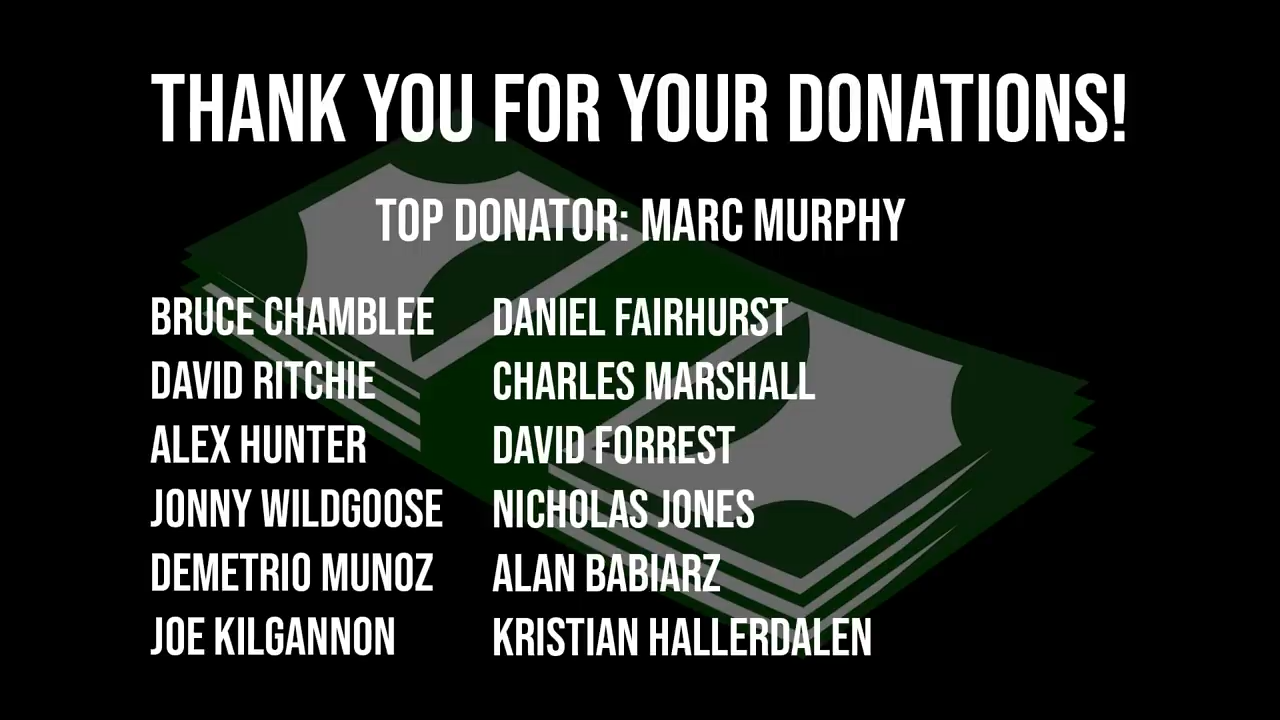 THANK YOU FOR YOUR DONATIONS!
TOP DONATOR: MARC MURPHY
BRUCE CHAMBLEE
DAVID RITCHIE
ALEX HUNTER
JONNY WILDGOOSE
DEMETRIO MUNOZ
JOE KILGANNON
DANIEL FAIRHURST
CHARLES MARSHALL
DAVID FORREST
NICHOLAS JONES
ALAN BABIARZ
KRISTIAN HALLERDALEN